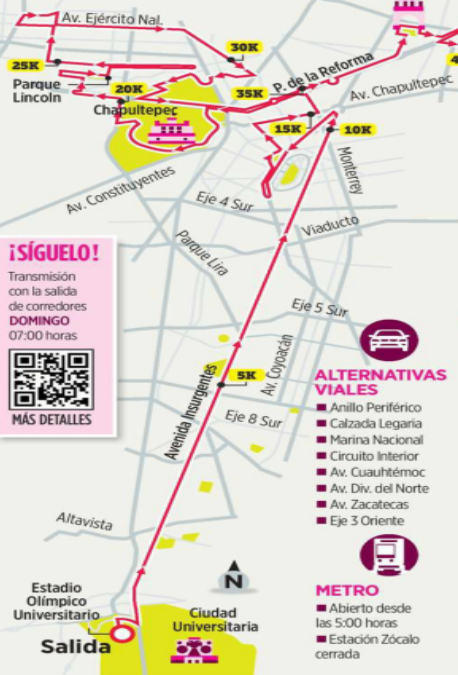 Av. Ejército Nal.
30K
25K
P. de la Reforma
Parque
Lincoln
20K
35K
Av. Chapultepec
Chapultepec
15K
10K
Monterrey
Av. Constituyentes
Eje 4 Sur
Viaducto
Parque Lira
¡SÍGUELO!
Transmisión
con la salida
de corredores
DOMINGO
07:00 horas
MÁS DETALLES
Eje 5 Sur
5K
Av. Coyoacán
Avenida Insurgentes
Eje 8 Sur
ALTERNATIVAS
VIALES
Anillo Periférico
Calzada Legaria
Marina Nacional
Circuito Interior
Av. Cuauhtémoc
Av. Div. del Norte
Av. Zacatecas
Eje 3 Oriente
Altavista
N
METRO
Abierto desde
las 5:00 horas
Estación Zócalo
cerrada
Estadio
Olímpico
Universitario
Salida
Ciudad
Universitaria